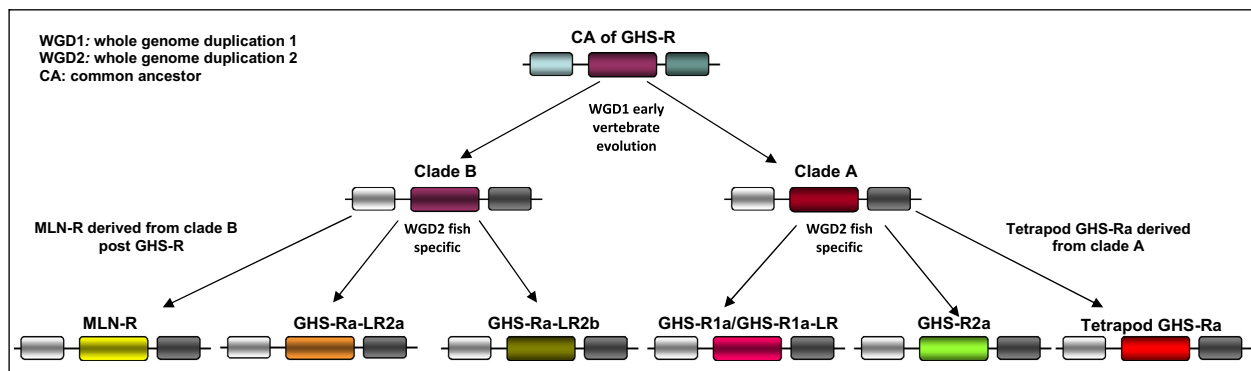 WGD1: whole genome duplication 1
WGD2: whole genome duplication 2
CA: common ancestor
CA of GHS-R
WGD1 early
vertebrate
evolution
Clade B
Clade A
MLN-R derived from clade B
post GHS-R
WGD2 fish
specific
WGD2 fish
specific
Tetrapod GHS-Ra derived
from clade A
MLN-R
GHS-Ra-LR2a
GHS-Ra-LR2b
GHS-R1a/GHS-R1a-LR
GHS-R2a
Tetrapod GHS-Ra